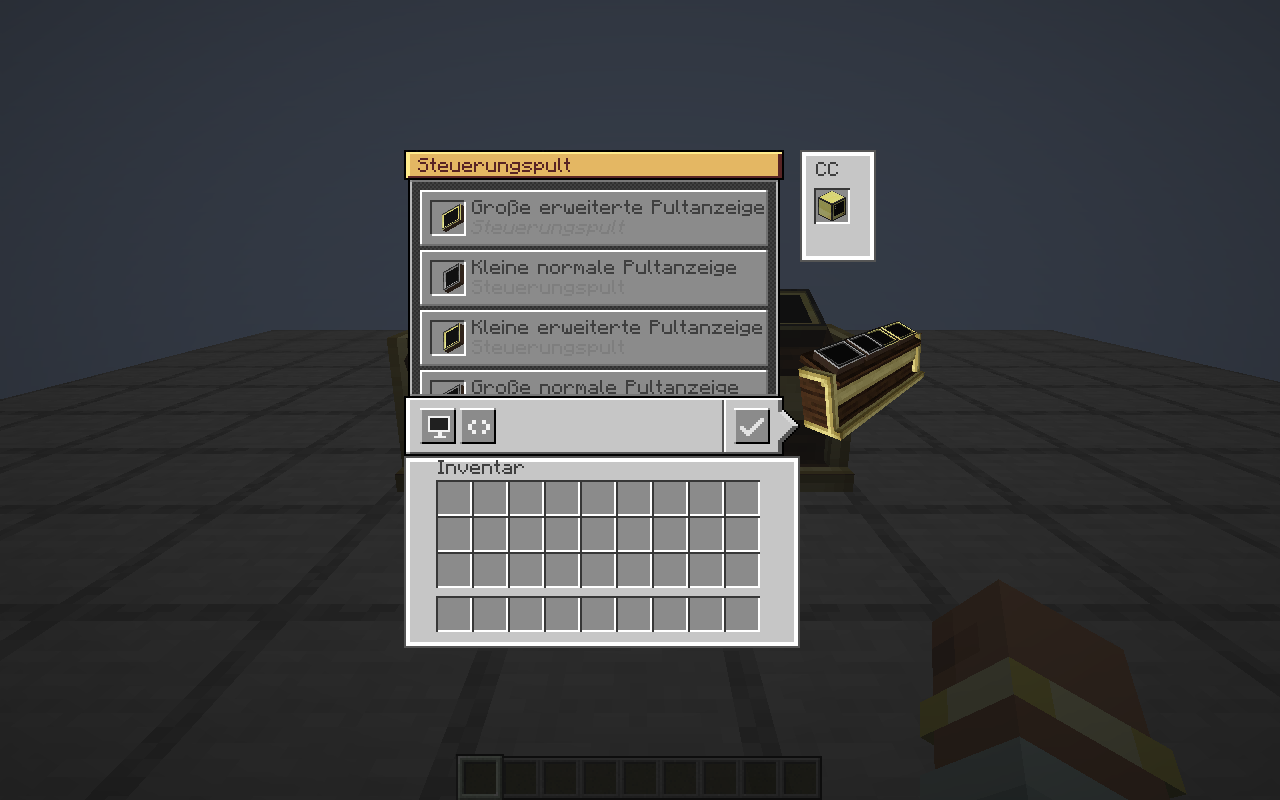 Steuerungspult
CC
Große erweiterte Pultanzeige
Steuerungspult
Kleine normale Pultanzeige
Steuerungspult
Kleine erweiterte Pultanzeige
Steuerungspult
Große normale Pultanzeige
Inventar